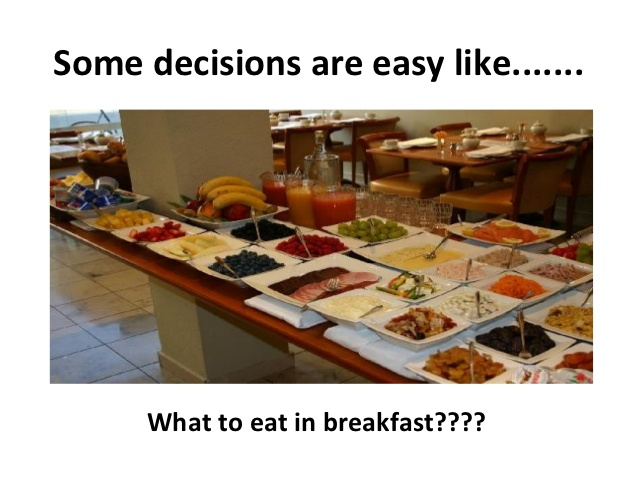 Some decisions are easy like.......
What to eat in breakfast????